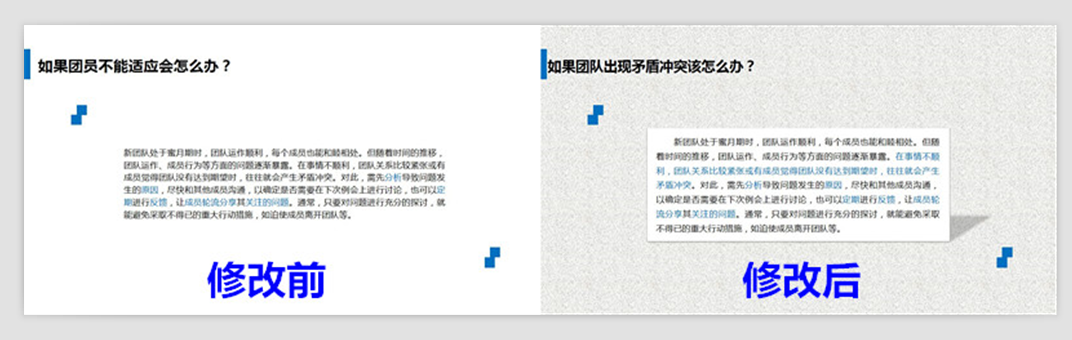 如果团员不能适应会怎么办？
新团队处于蜜月期时，团队运作顺利，每个成员也能和睦相处。但随着时间的推移，
团队运作、成员行为等方面的问题逐渐暴露。在事情不顺利，团队关系比较紧张或有
成员觉得团队没有达到期望时，往往就会产生矛盾冲突。对此，需先分析导致问题发
生的原因，尽快和其他成员沟通，以确定是否需要在下次例会上进行讨论，也可以定
期进行反馈，让成员轮流分享其关注的问题。通常，只要对问题进行充分的探讨，就
能避免采取不得已的重大行动措施，如迫使成员离开团队等。
修改前
如果团队出现矛盾冲突该怎么办？
新团队处于蜜月期时，团队运作顺利，每个成员也能和睦相处。但随
着时间的推移，团队运作、成员行为等方面的问题逐渐暴露。在事情不顺
利，团队关系比较紧张或有成员觉得团队没有达到期望时，往往就会产生
矛盾冲突。对此，需先分析导致问题发生的原因，尽快和其他成员沟通，
以确定是否需要在下次例会上进行讨论，也可以定期进行反馈，让成员轮
流分享其关注的问题。通常，只要对问题进行充分的探讨，就能避免采取
不得已的重大行动措施，如迫使成员离开团队等。
修改后